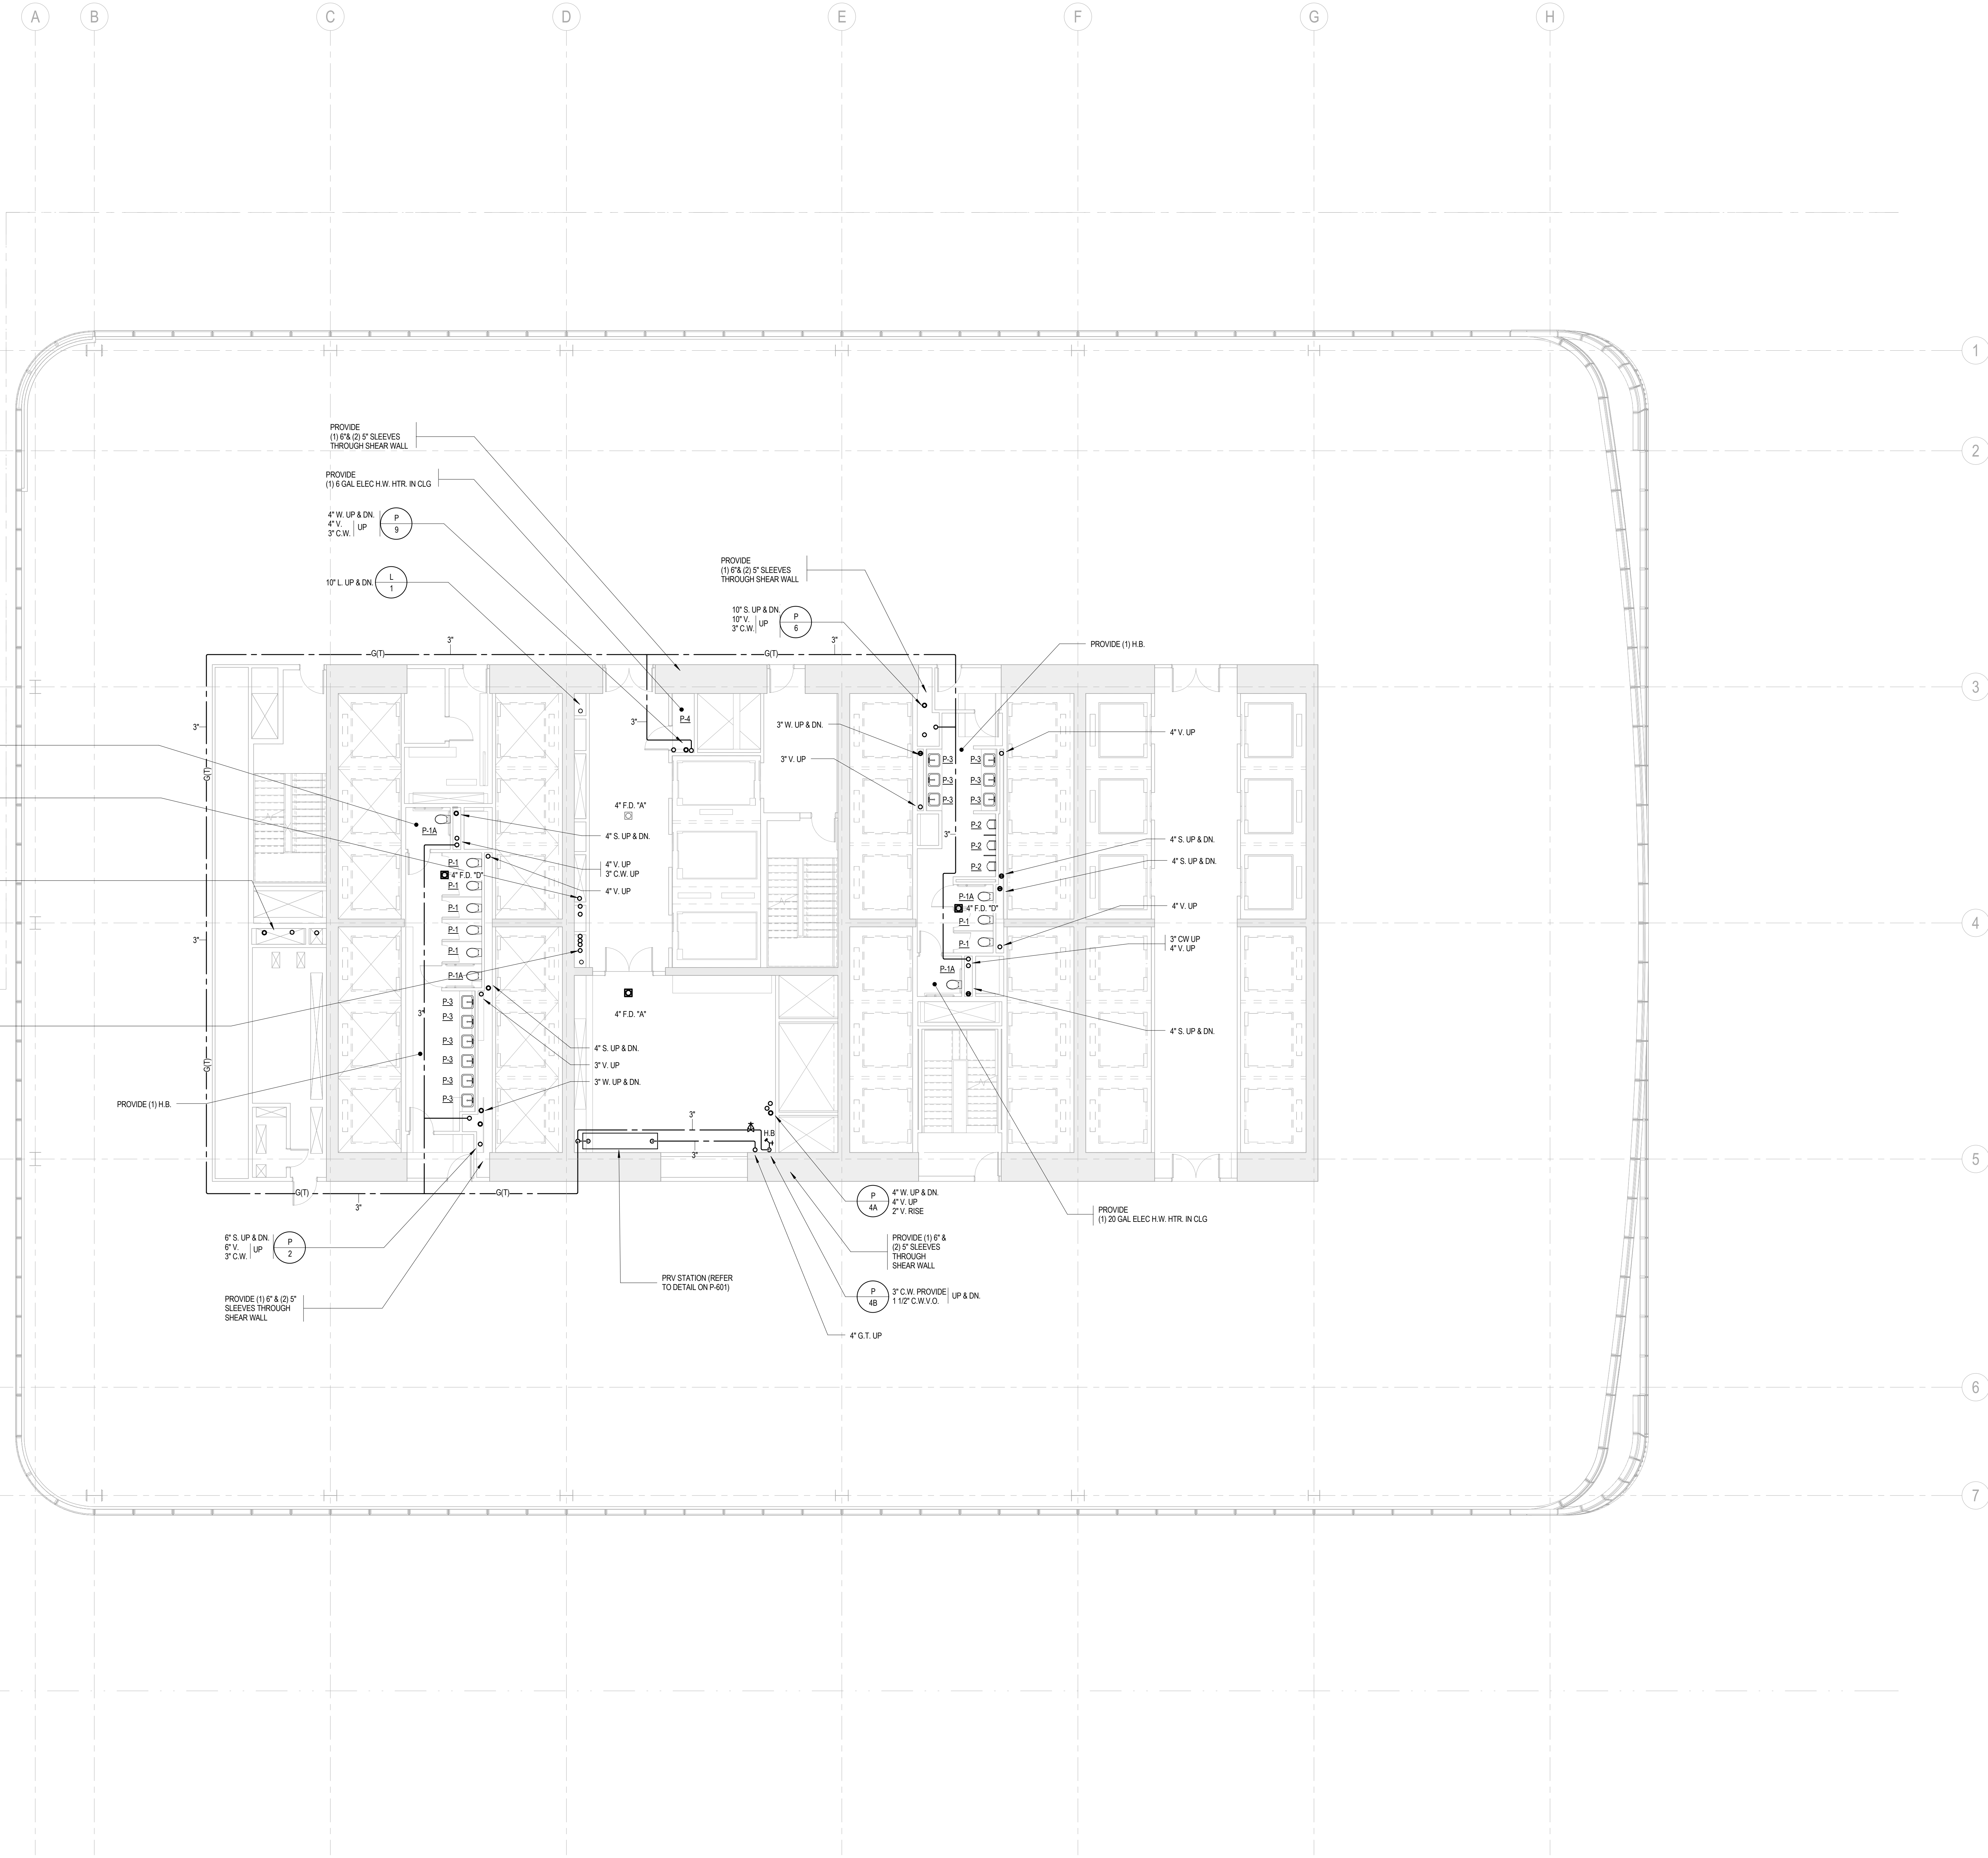 A
B
C
D
E
F
G
H
1
2
3
4
5
6
7
PROVIDE
(1) 6"& (2) 5" SLEEVES
THROUGH SHEAR WALL
PROVIDE
(1) 6 GAL ELEC H.W. HTR. IN CLG
4" W. UP & DN.
4" V.
3" C.W.
UP
P
9
10" L. UP & DN.
L
1
PROVIDE
(1) 6"& (2) 5" SLEEVES
THROUGH SHEAR WALL
10" S. UP & DN.
10" V.
3" C.W.
UP
P
6
PROVIDE (1) H.B.
3"
3"
G(T)
G(T)
3"
3"
P-4
3" W. UP & DN.
4" V. UP
3" V. UP
P-3
P-3
P-3
P-3
P-3
P-3
G(T)
4" F.D. "A"
P-1A
4" S. UP & DN.
P-2
P-2
P-2
3"
4" S. UP & DN.
4" S. UP & DN.
4" V. UP
3" C.W. UP
4" V. UP
P-1
4" F.D. "D"
P-1
P-1
P-1
P-1
P-1A
P-1A
4" F.D. "D"
P-1
P-1
4" V. UP
3" CW UP
4" V. UP
P-1A
3"
3"
P-3
P-3
P-3
P-3
P-3
P-3
4" F.D. "A"
4" S. UP & DN.
4" S. UP & DN.
3" V. UP
3" W. UP & DN.
G(T)
PROVIDE (1) H.B.
3"
H.B
3"
G(T)
G(T)
3"
P
4A
4" W. UP & DN.
4" V. UP
2" V. RISE
PROVIDE
(1) 20 GAL ELEC H.W. HTR. IN CLG
6" S. UP & DN.
6" V.
3" C.W.
UP
P
2
PROVIDE (1) 6" &
(2) 5" SLEEVES
THROUGH
SHEAR WALL
PRV STATION (REFER
TO DETAIL ON P-601)
P
4B
3" C.W. PROVIDE
1 1/2" C.W.V.O.
UP & DN.
PROVIDE (1) 6" & (2) 5"
SLEEVES THROUGH
SHEAR WALL
4" G.T. UP